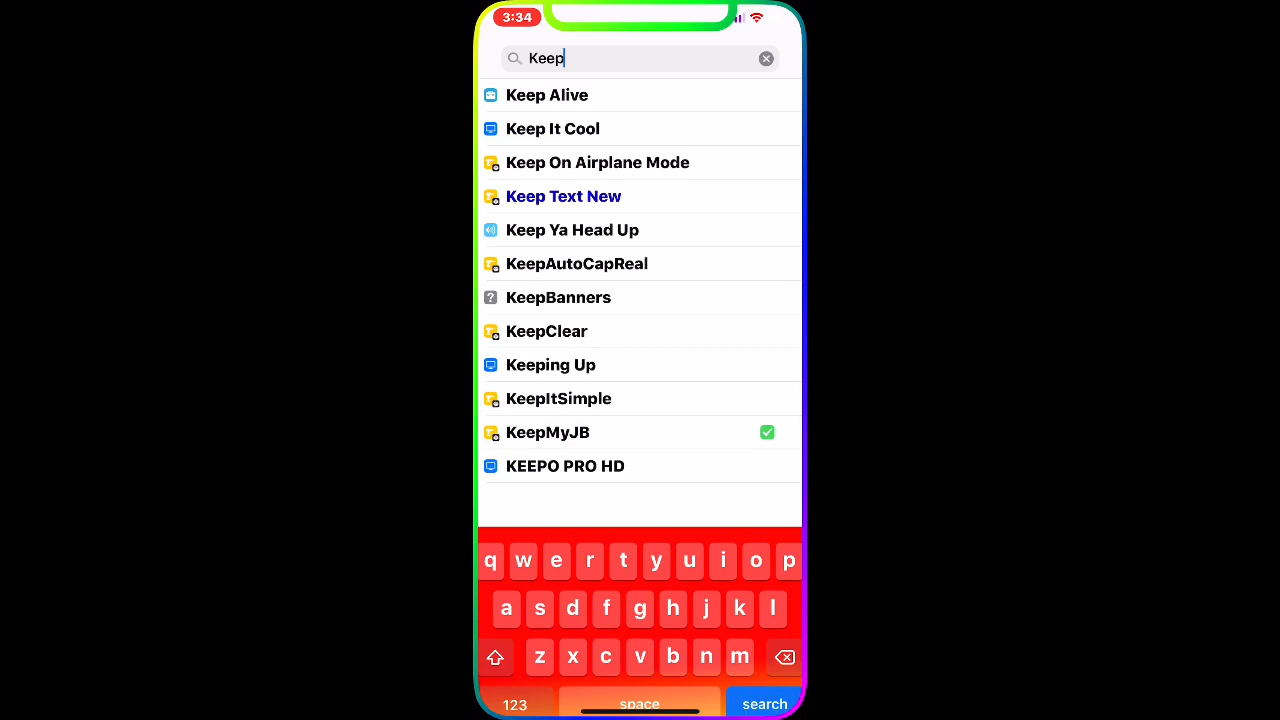 3:34
Keep
Keep Alive
Keep It Cool
Keep On Airplane Mode
Keep Text New
Keep Ya Head Up
KeepAutoCapReal
?
KeepBanners
KeepClear
Keeping Up
KeepItSimple
KeepMyJB
KEEPO PRO HD
q w e r t y u i o p
a s d f g h j k l
z x c v b n m
123 space search